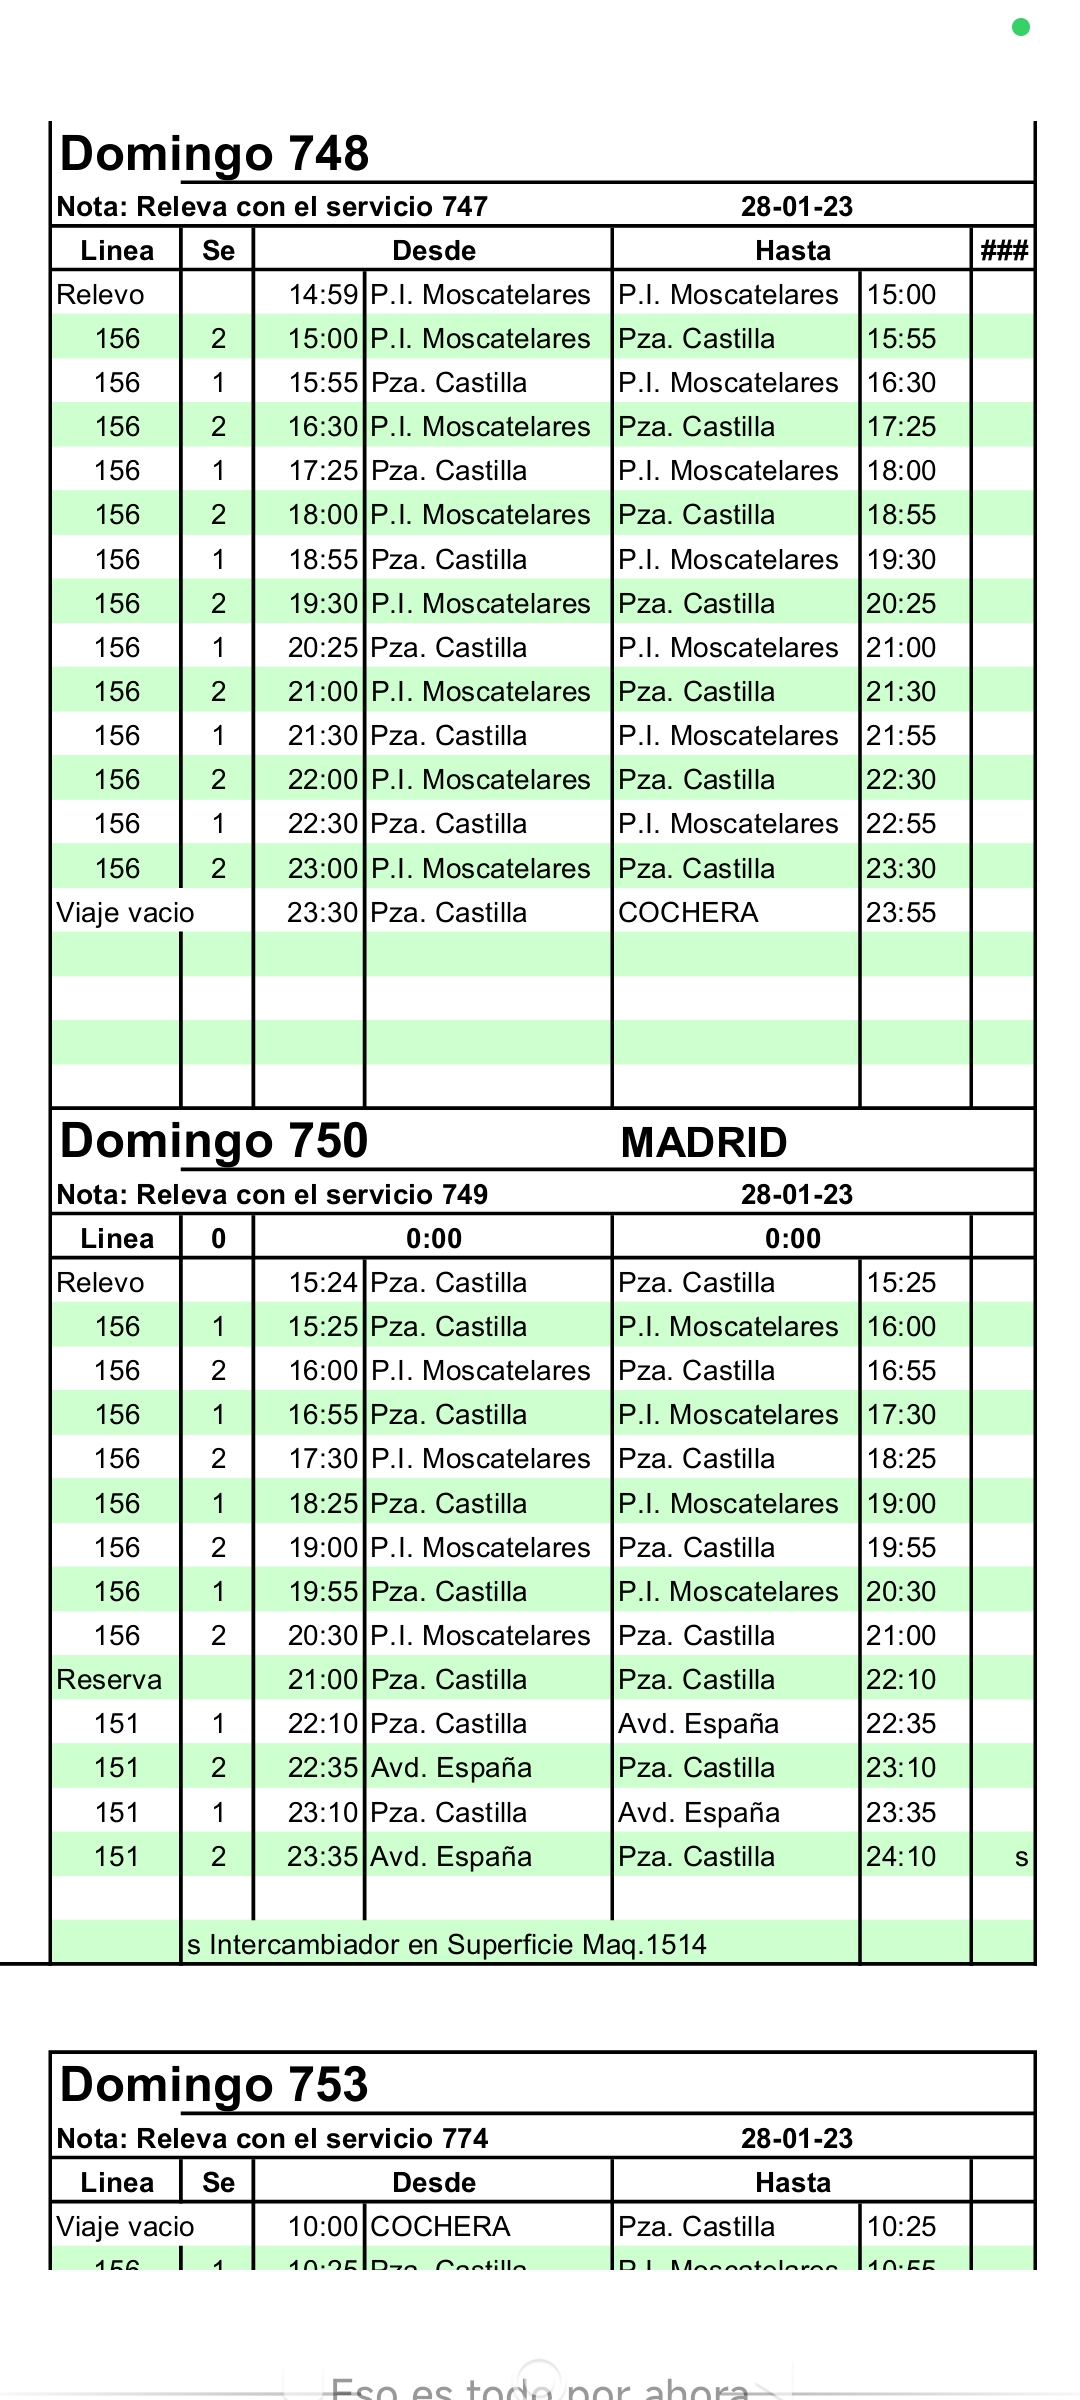 Domingo 748
Nota: Releva con el servicio 747 28-01-23
Linea Se Desde Hasta ###
Relevo 14:59 P.I. Moscatelares P.I. Moscatelares 15:00
156 2 15:00 P.I. Moscatelares Pza. Castilla 15:55
156 1 15:55 Pza. Castilla P.I. Moscatelares 16:30
156 2 16:30 P.I. Moscatelares Pza. Castilla 17:25
156 1 17:25 Pza. Castilla P.I. Moscatelares 18:00
156 2 18:00 P.I. Moscatelares Pza. Castilla 18:55
156 1 18:55 Pza. Castilla P.I. Moscatelares 19:30
156 2 19:30 P.I. Moscatelares Pza. Castilla 20:25
156 1 20:25 Pza. Castilla P.I. Moscatelares 21:00
156 2 21:00 P.I. Moscatelares Pza. Castilla 21:30
156 1 21:30 Pza. Castilla P.I. Moscatelares 21:55
156 2 22:00 P.I. Moscatelares Pza. Castilla 22:30
156 1 22:30 Pza. Castilla P.I. Moscatelares 22:55
156 2 23:00 P.I. Moscatelares Pza. Castilla 23:30
Viaje vacio 23:30 Pza. Castilla COCHERA 23:55
Domingo 750 MADRID
Nota: Releva con el servicio 749 28-01-23
Linea 0 0:00 0:00
Relevo 15:24 Pza. Castilla Pza. Castilla 15:25
156 1 15:25 Pza. Castilla P.I. Moscatelares 16:00
156 2 16:00 P.I. Moscatelares Pza. Castilla 16:55
156 1 16:55 Pza. Castilla P.I. Moscatelares 17:30
156 2 17:30 P.I. Moscatelares Pza. Castilla 18:25
156 1 18:25 Pza. Castilla P.I. Moscatelares 19:00
156 2 19:00 P.I. Moscatelares Pza. Castilla 19:55
156 1 19:55 Pza. Castilla P.I. Moscatelares 20:30
156 2 20:30 P.I. Moscatelares Pza. Castilla 21:00
Reserva 21:00 Pza. Castilla Pza. Castilla 22:10
151 1 22:10 Pza. Castilla Avd. España 22:35
151 2 22:35 Avd. España Pza. Castilla 23:10
151 1 23:10 Pza. Castilla Avd. España 23:35
151 2 23:35 Avd. España Pza. Castilla 24:10 s
s Intercambiador en Superficie Maq.1514
Domingo 753
Nota: Releva con el servicio 774 28-01-23
Linea Se Desde Hasta
Viaje vacio 10:00 COCHERA Pza. Castilla 10:25
156 1 10:25 Pza. Castilla P.I. Moscatelares 10:55
Eso es todo por ahora